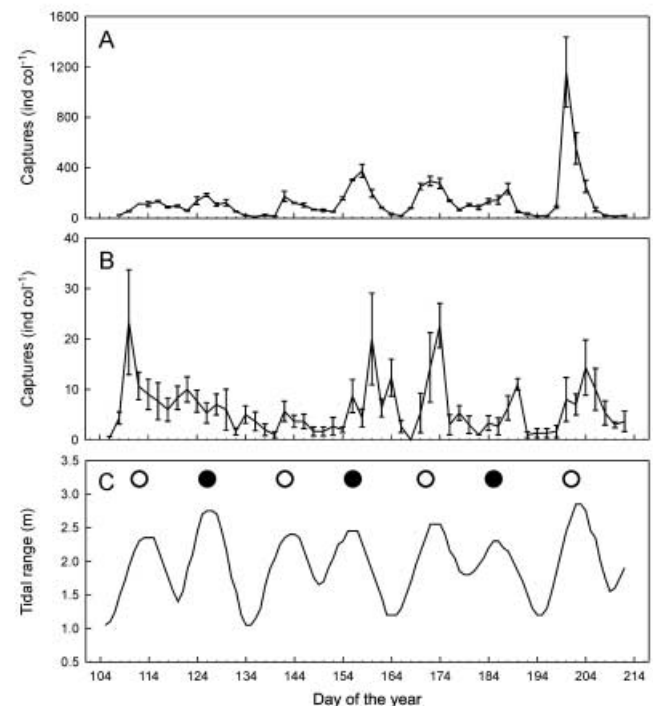 A
Captures (ind col⁻¹)
1600
1200
800
400
0
B
Captures (ind col⁻¹)
40
30
20
10
0
C
Tidal range (m)
3.5
3.0
2.5
2.0
1.5
1.0
0.5
104 114 124 134 144 154 164 174 184 194 204 214
Day of the year